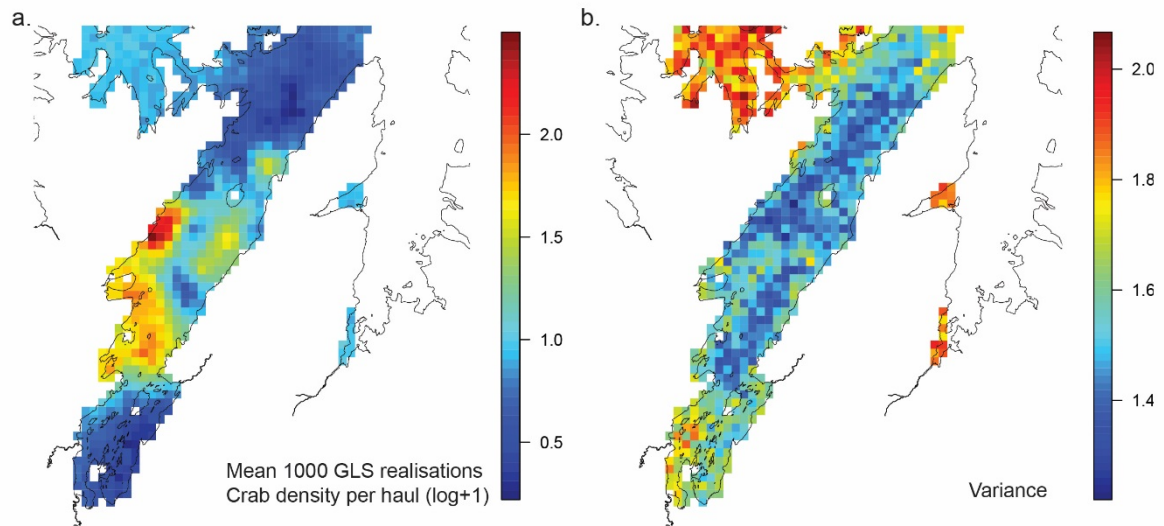 a.
2.0
1.5
1.0
0.5
Mean 1000 GLS realisations
Crab density per haul (log+1)
b.
2.0
1.8
1.6
1.4
Variance